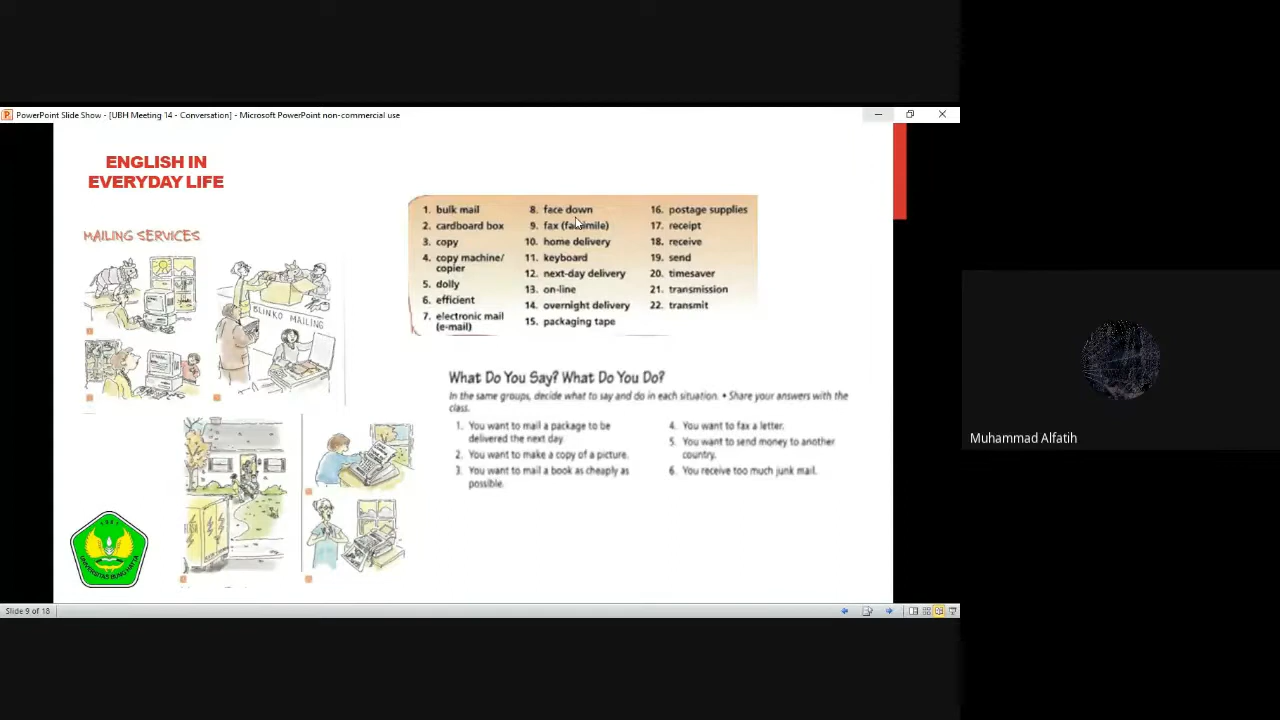 PowerPoint Slide Show - [UBH Meeting 14 - Conversation] - Microsoft PowerPoint non-commercial use
ENGLISH IN
EVERYDAY LIFE
MAILING SERVICES
1. bulk mail
2. cardboard box
3. copy
4. copy machine/
copier
5. dolly
6. efficient
7. electronic mail
(e-mail)
8. face down
9. fax (facsimile)
10. home delivery
11. keyboard
12. next-day delivery
13. on-line
14. overnight delivery
15. packaging tape
16. postage supplies
17. receipt
18. receive
19. send
20. timesaver
21. transmission
22. transmit
BLINKO MAILING
What Do You Say? What Do You Do?
In the same groups, decide what to say and do in each situation. • Share your answers with the
class.
1. You want to mail a package to be
delivered the next day.
2. You want to make a copy of a picture.
3. You want to mail a book as cheaply as
possible.
4. You want to fax a letter.
5. You want to send money to another
country.
6. You receive too much junk mail.
1981
UNIVERSITAS BUNG HATTA
Muhammad Alfatih
Slide 9 of 18